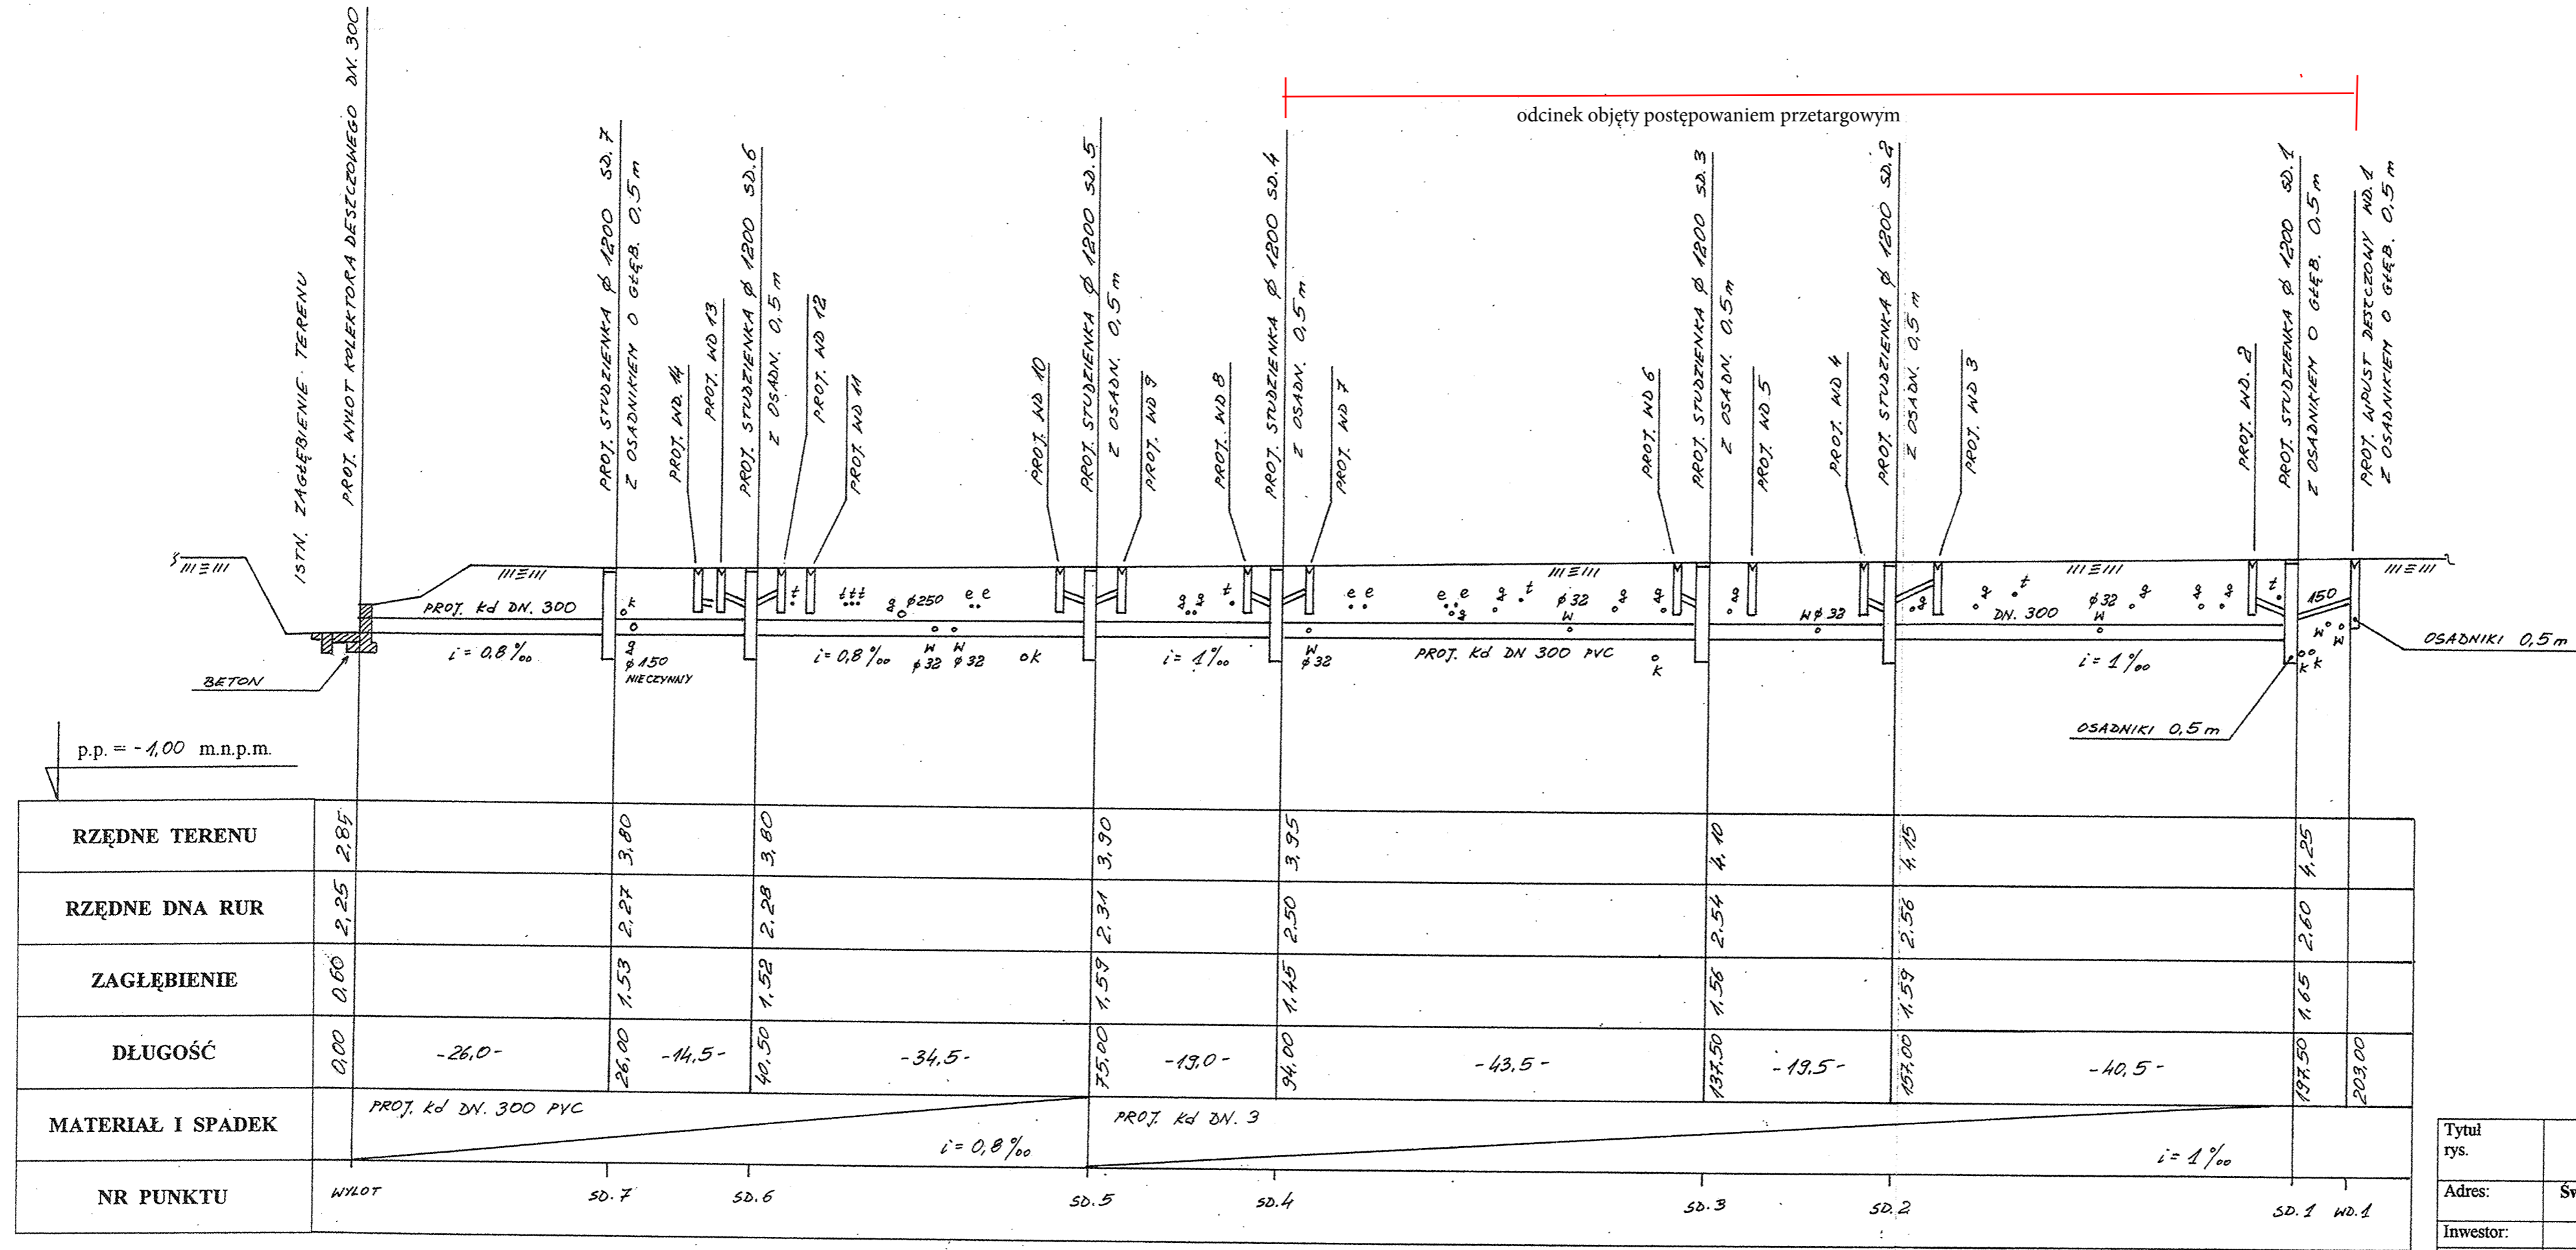 odcinek objęty postępowaniem przetargowym
ISTN. ZAGŁĘBIENIE TERENU
PROJ. WYLOT KOLEKTORA DESZCZOWEGO DN. 300
PROJ. STUDZIENKA ϕ 1200 SD.7
Z OSADNIKIEM O GŁĘB. 0,5 m
PROJ. WD. 14
PROJ. WD 13
PROJ. STUDZIENKA ϕ 1200 SD.6
Z OSADN. 0,5 m
PROJ. WD 12
PROJ. WD 11
PROJ. WD. 10
PROJ. STUDZIENKA ϕ 1200 SD.5
Z OSADN. 0,5 m
PROJ. WD 9
PROJ. WD 8
PROJ. STUDZIENKA ϕ 1200 SD.4
Z OSADN. 0,5 m
PROJ. WD 7
PROJ. WD 6
PROJ. STUDZIENKA ϕ 1200 SD.3
Z OSADN. 0,5 m
PROJ. WD.5
PROJ. WD 4
PROJ. STUDZIENKA ϕ 1200 SD.2
Z OSADN. 0,5 m
PROJ. WD 3
PROJ. WD. 2
PROJ. STUDZIENKA ϕ 1200 SD.1
Z OSADNIKIEM O GŁĘB. 0,5 m
PROJ. WPUST DESZCZOWY WD.1
Z OSADNIKIEM O GŁĘB. 0,5 m
PROJ. Kd DN. 300
k
t
t t t
g ϕ250
e e
g g
t
e e
e e
g
g
t
ϕ32
W
g
g
g
W ϕ 32
g
g
t
DN. 300
ϕ32
W
g
g
g
t
150
i = 0,8 ‰
g
ϕ 150
NIECZYNNY
i = 0,8 ‰
W W
ϕ 32 ϕ 32
k
i = 1 ‰
W
ϕ 32
PROJ. Kd DN 300 PVC
k
i = 1 ‰
W
W
k k
OSADNIKI 0,5 m
BETON
OSADNIKI 0,5 m
p.p. = -1,00 m.n.p.m.
RZĘDNE TERENU 2,85 3,80 3,80 3,90 3,95 4,10 4,15 4,25
RZĘDNE DNA RUR 2,25 2,27 2,28 2,31 2,50 2,54 2,56 2,60
ZAGŁĘBIENIE 0,60 1,53 1,52 1,59 1,45 1,56 1,59 1,65
DŁUGOŚĆ 0,00 -26,0- 26,00 -14,5- 40,50 -34,5- 75,00 -19,0- 94,00 -43,5- 137,50 -19,5- 157,00 -40,5- 197,50 203,00
MATERIAŁ I SPADEK PROJ. Kd DN. 300 PVC i = 0,8 ‰ PROJ. Kd DN. 3 i = 1 ‰
NR PUNKTU WYLOT SD.7 SD.6 SD.5 SD.4 SD.3 SD.2 SD.1 WD.1
Tytuł
rys.
Adres: Św
Inwestor: